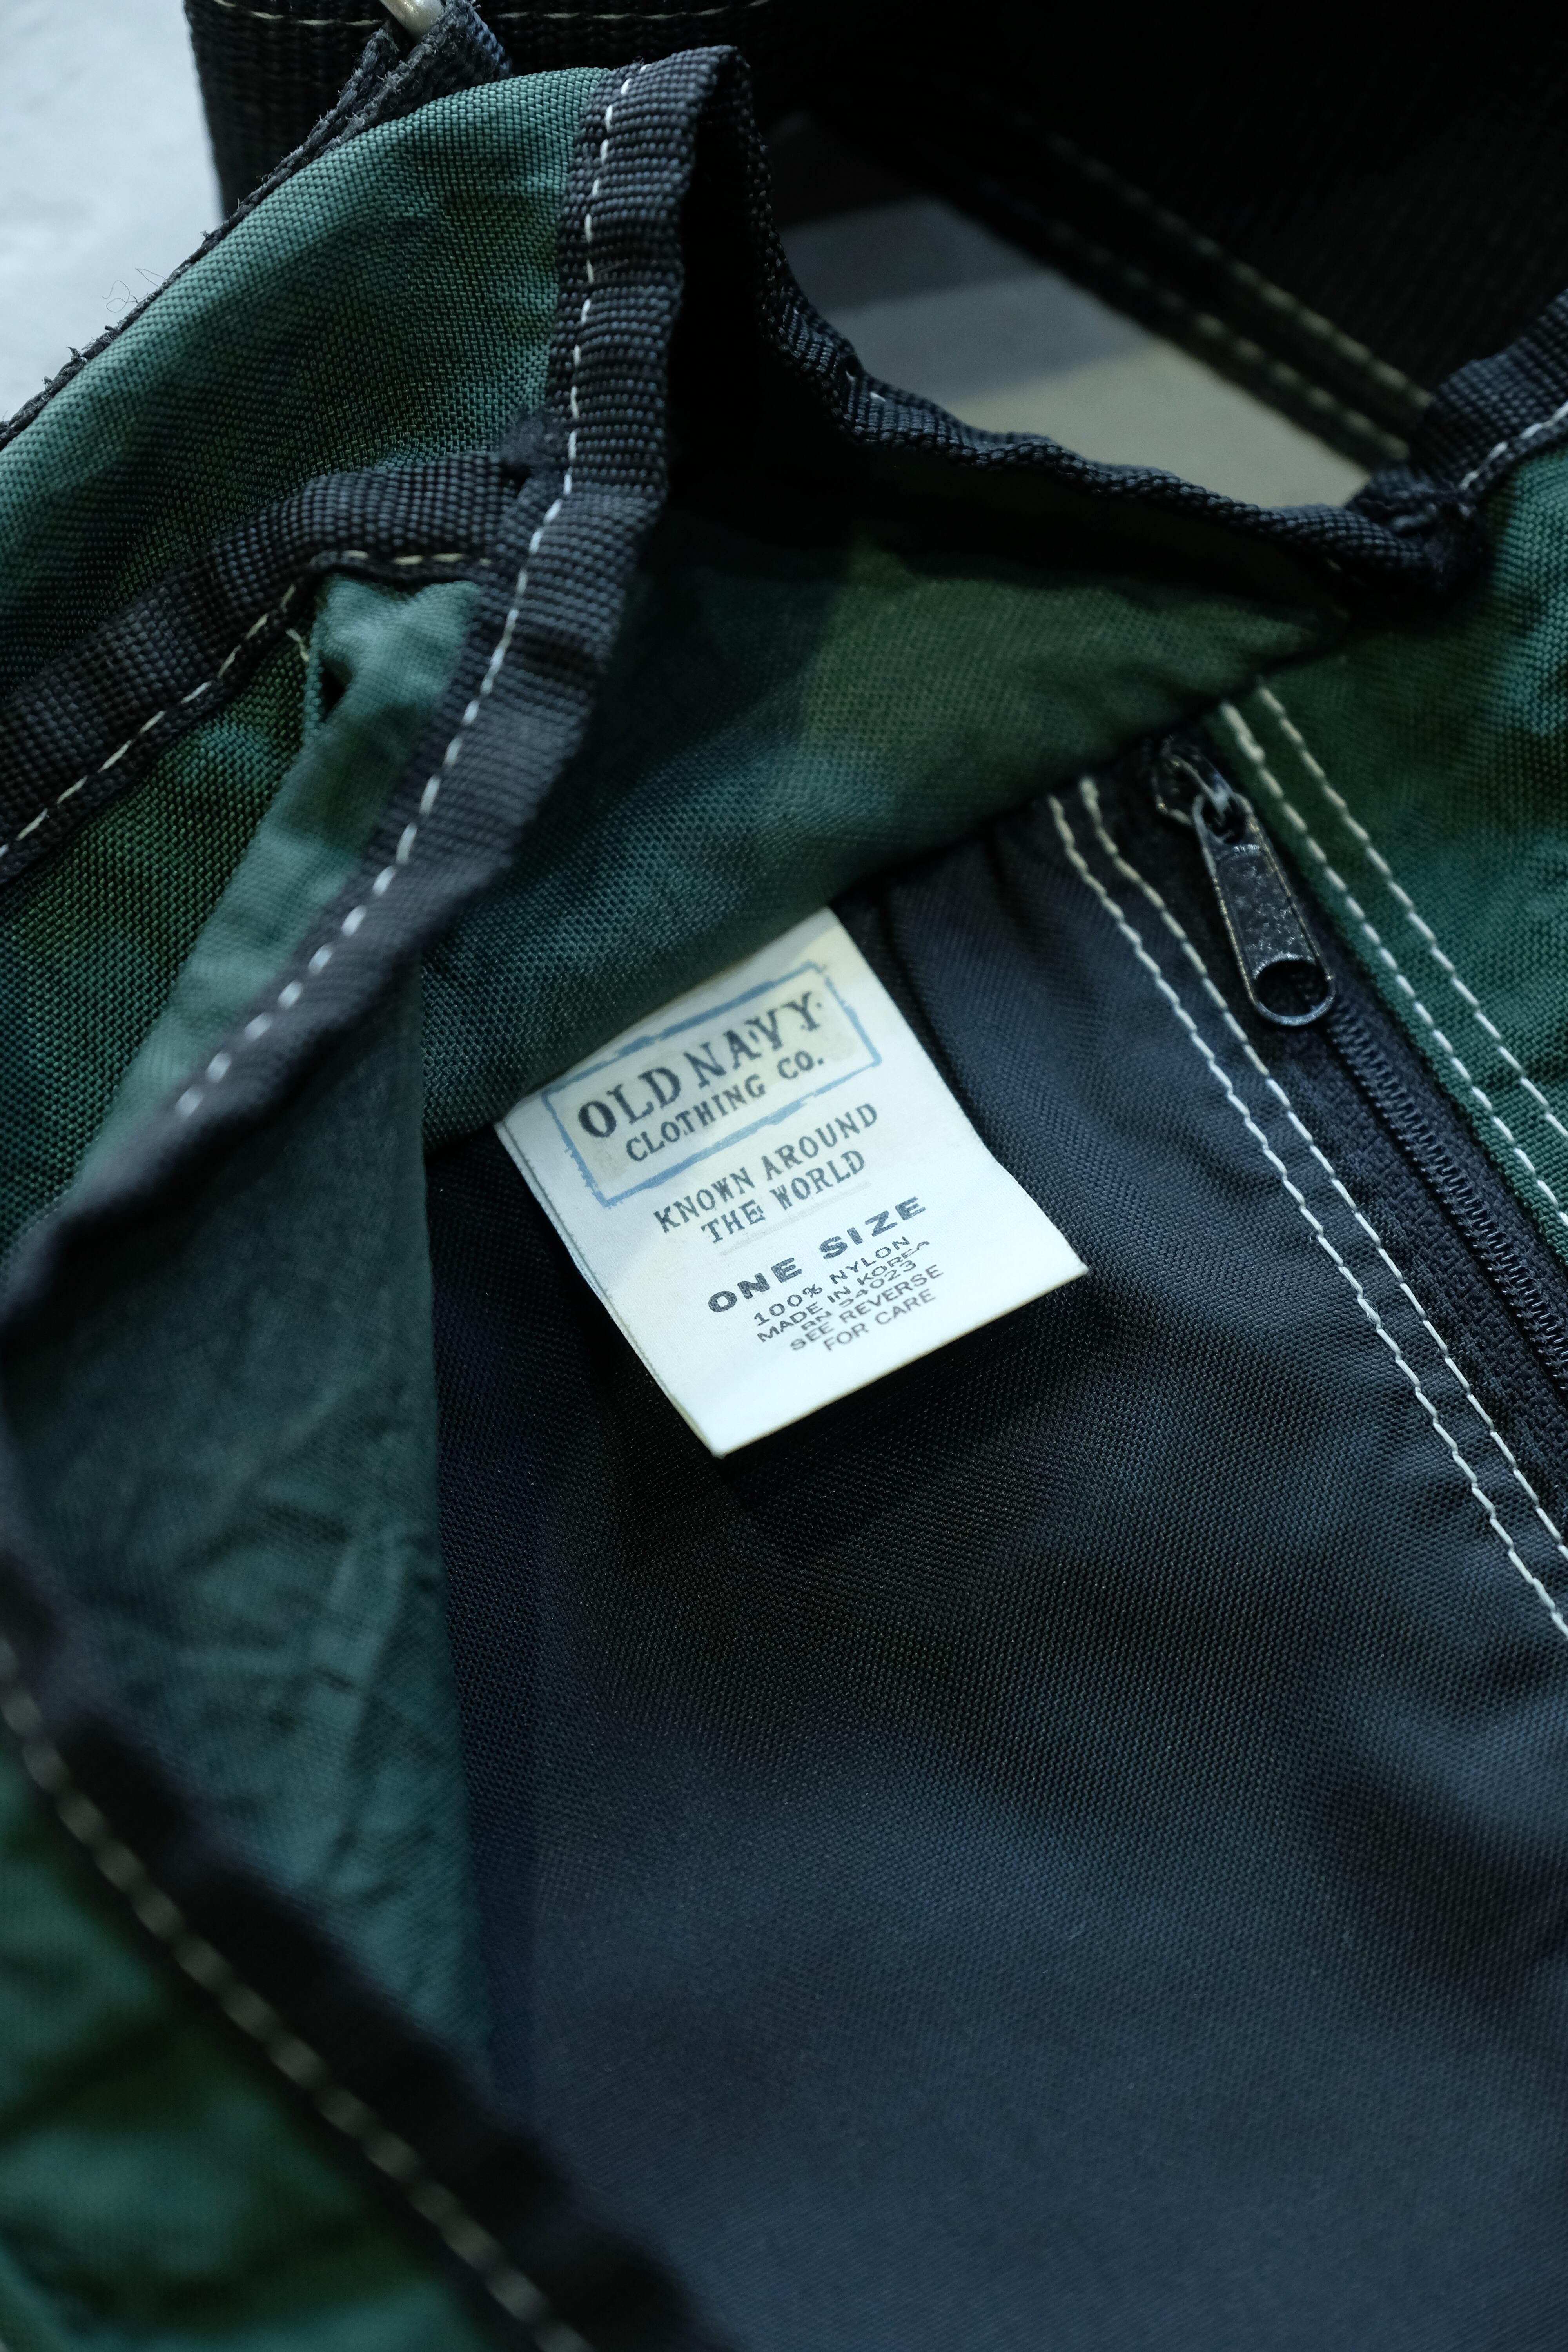 OLD NAVY
CLOTHING CO.
KNOWN AROUND
THE WORLD
ONE SIZE
100% NYLON
MADE IN KOREA
RN 54023
SEE REVERSE
FOR CARE